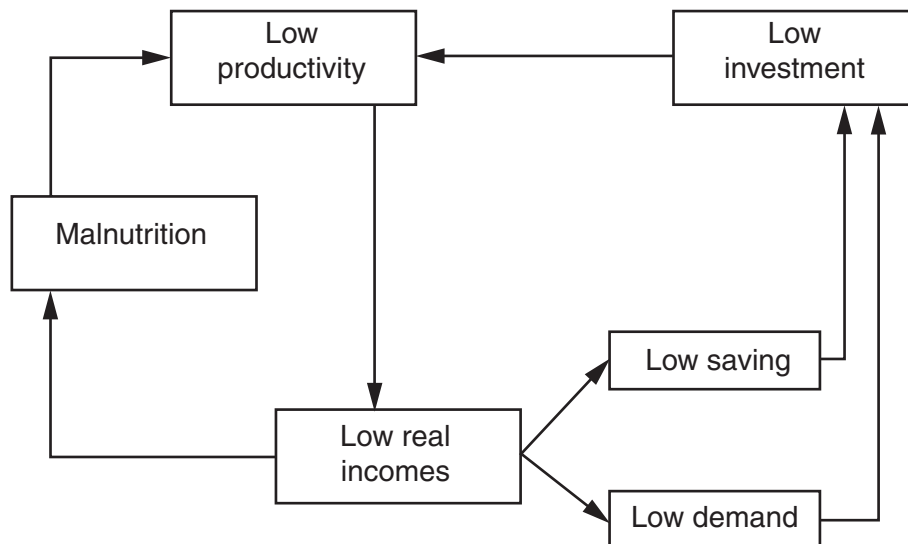 Low
productivity
Low
investment
Malnutrition
Low saving
Low real
incomes
Low demand